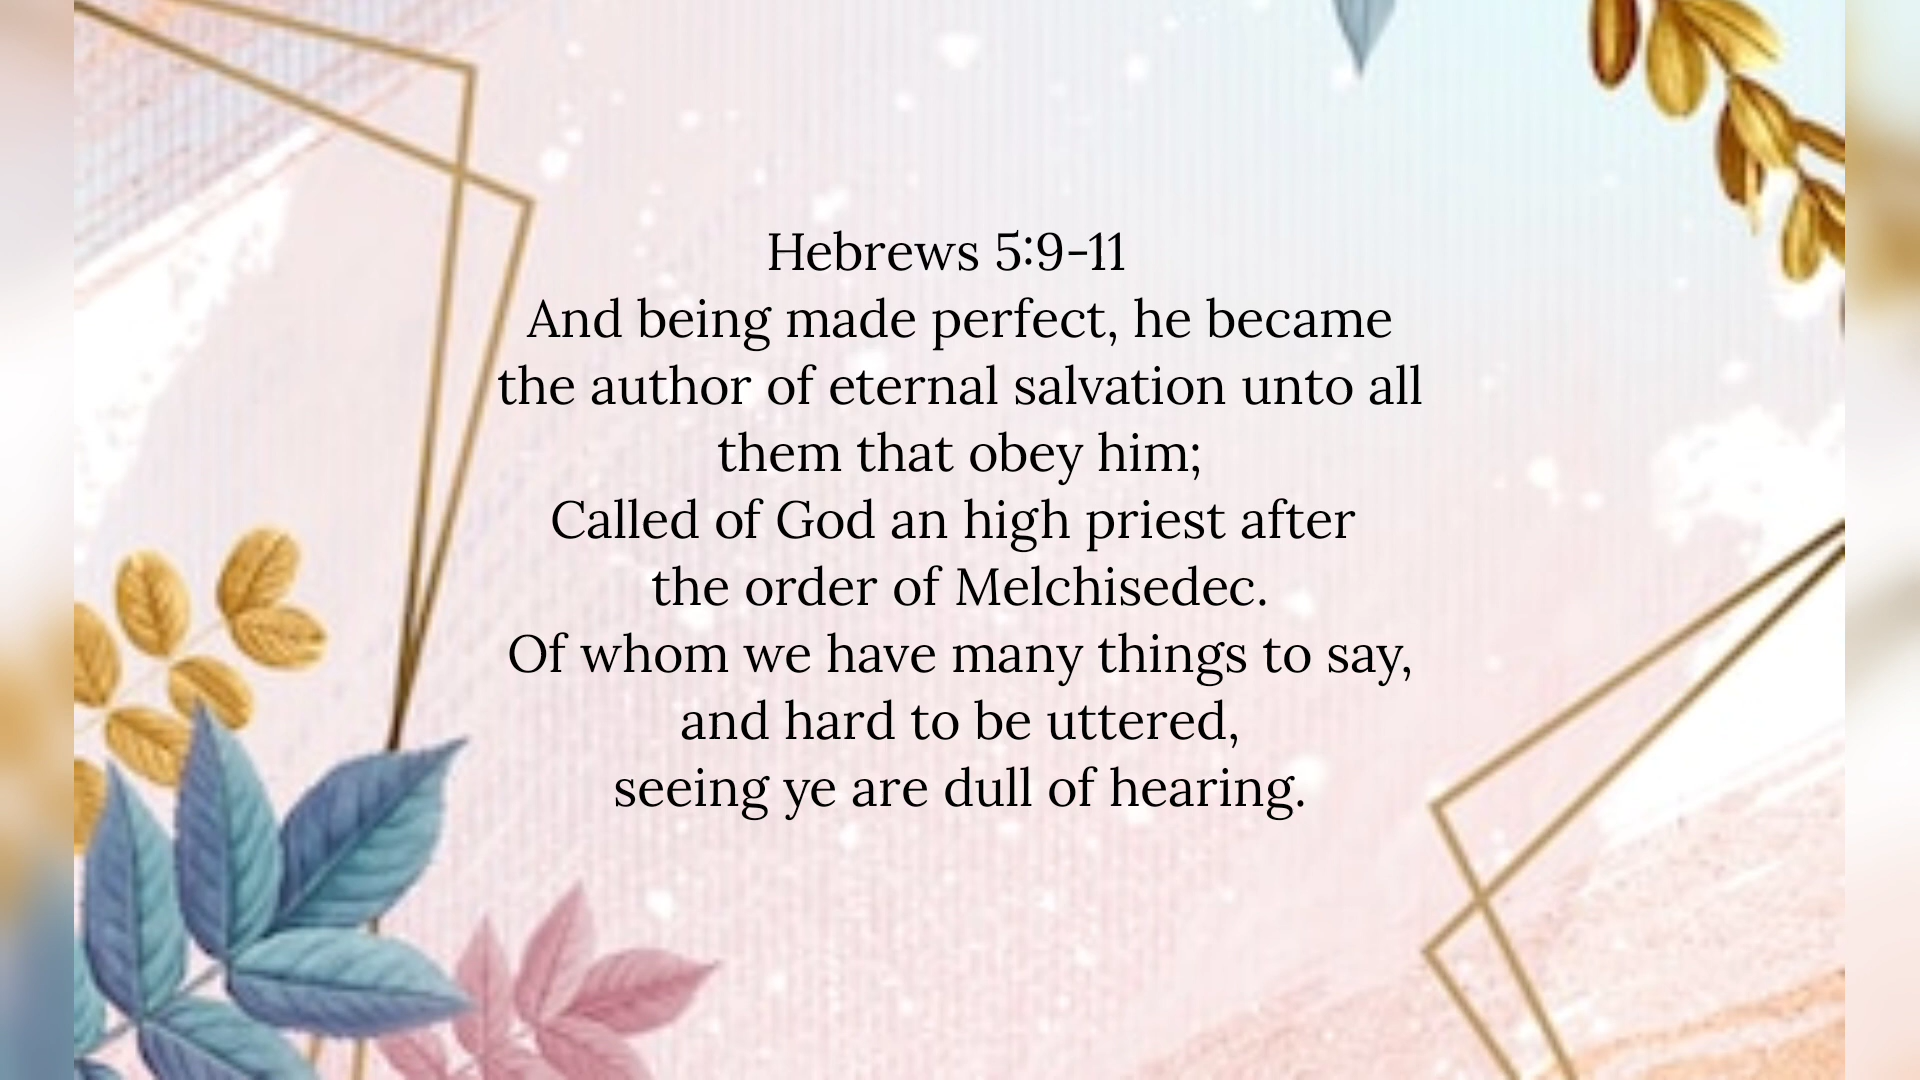 Hebrews 5:9-11
And being made perfect, he became
the author of eternal salvation unto all
them that obey him;
Called of God an high priest after
the order of Melchisedec.
Of whom we have many things to say,
and hard to be uttered,
seeing ye are dull of hearing.